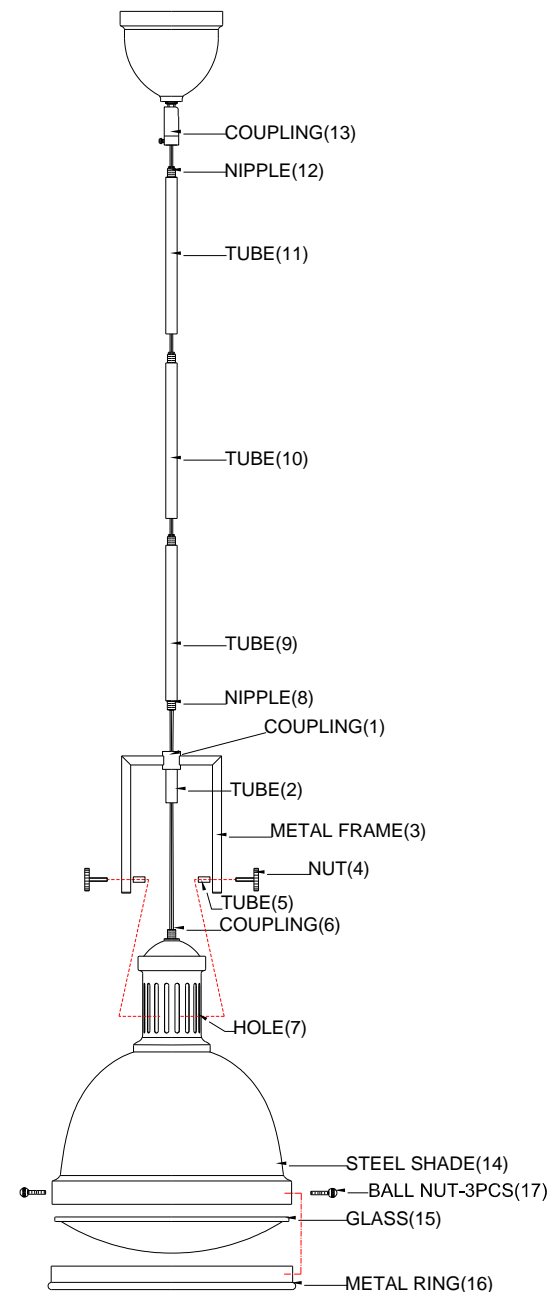 COUPLING(13)
NIPPLE(12)
TUBE(11)
TUBE(10)
TUBE(9)
NIPPLE(8)
COUPLING(1)
TUBE(2)
METAL FRAME(3)
NUT(4)
TUBE(5)
COUPLING(6)
HOLE(7)
STEEL SHADE(14)
BALL NUT-3PCS(17)
GLASS(15)
METAL RING(16)